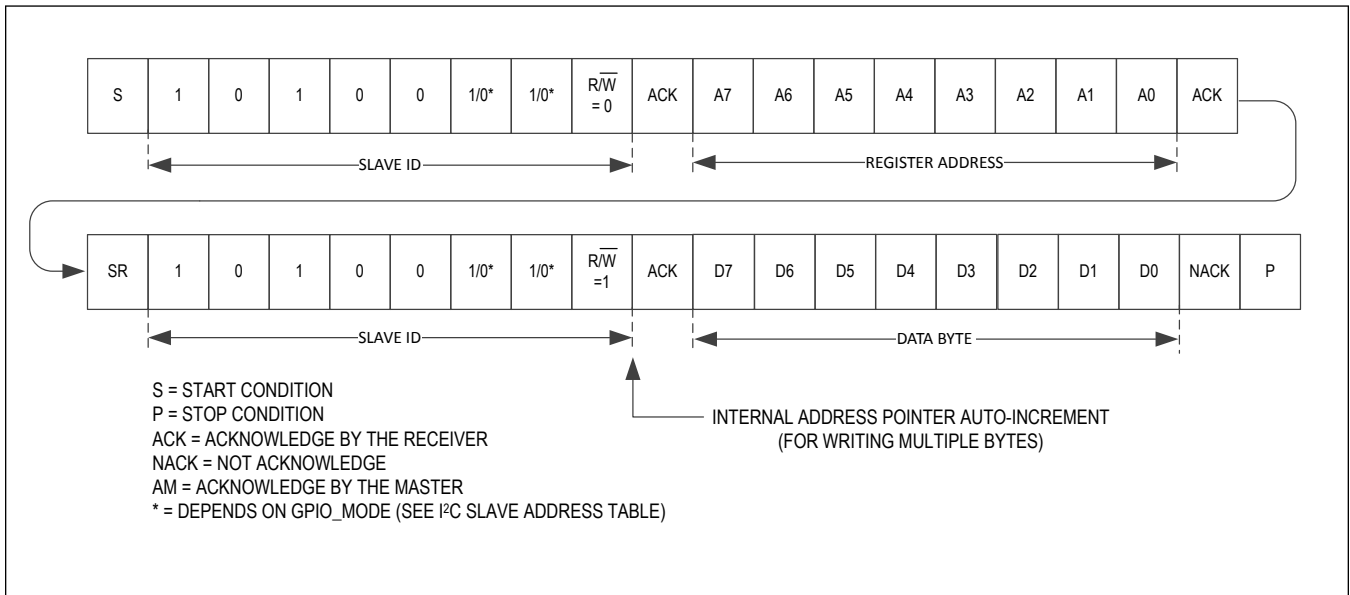 S 1 0 1 0 0 1/0* 1/0* R/W̅ = 0 ACK A7 A6 A5 A4 A3 A2 A1 A0 ACK
SLAVE ID REGISTER ADDRESS
SR 1 0 1 0 0 1/0* 1/0* R/W̅ =1 ACK D7 D6 D5 D4 D3 D2 D1 D0 NACK P
SLAVE ID DATA BYTE
S = START CONDITION
P = STOP CONDITION
ACK = ACKNOWLEDGE BY THE RECEIVER
NACK = NOT ACKNOWLEDGE
AM = ACKNOWLEDGE BY THE MASTER
* = DEPENDS ON GPIO_MODE (SEE I²C SLAVE ADDRESS TABLE)
INTERNAL ADDRESS POINTER AUTO-INCREMENT
(FOR WRITING MULTIPLE BYTES)